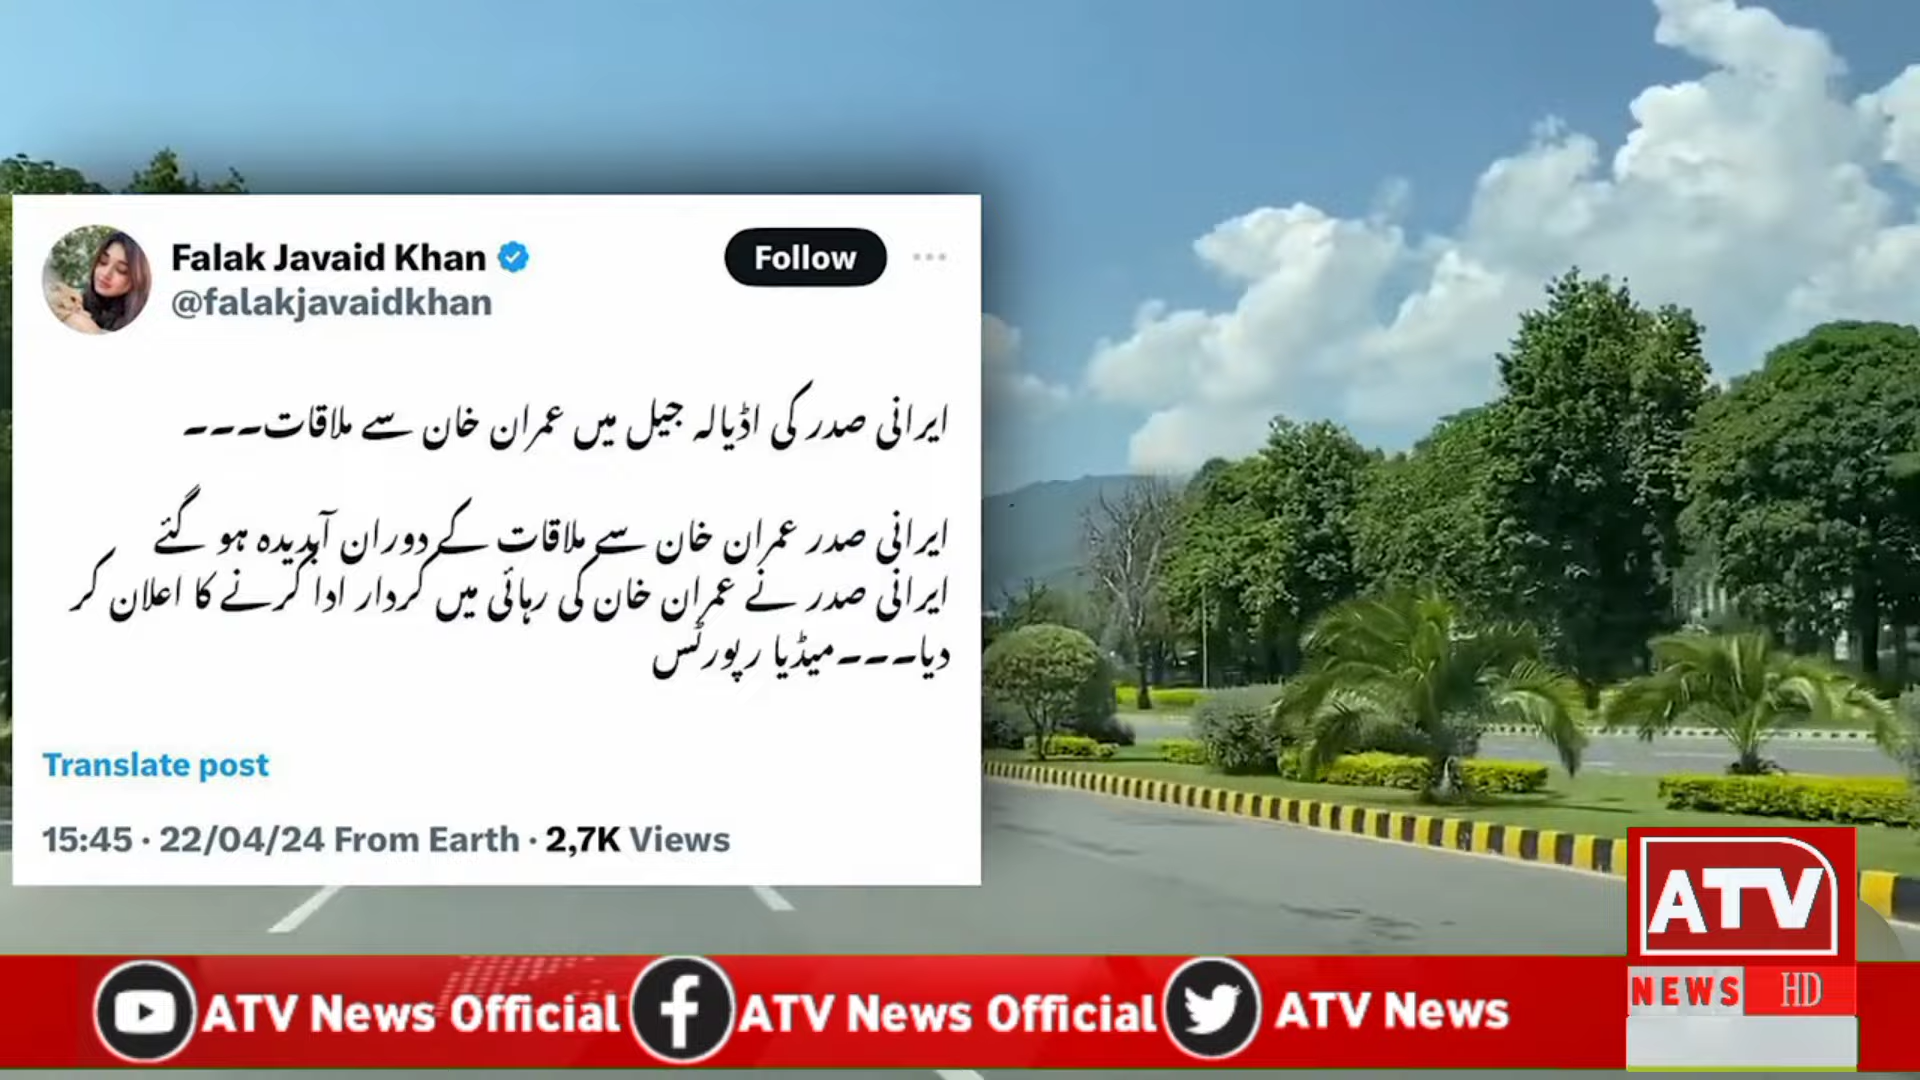 Falak Javaid Khan
Follow
@falakjavaidkhan
ایرانی صدر کی اڈیالہ جیل میں عمران خان سے ملاقات۔۔۔
ایرانی صدر عمران خان سے ملاقات کے دوران آبدیدہ ہو گئے
ایرانی صدر نے عمران خان کی رہائی میں کردار ادا کرنے کا اعلان کر
دیا۔۔۔میڈیا رپورٹس
Translate post
15:45 · 22/04/24 From Earth · 2,7K Views
ATV
NEWS HD
ATV News Official
ATV News Official
ATV News